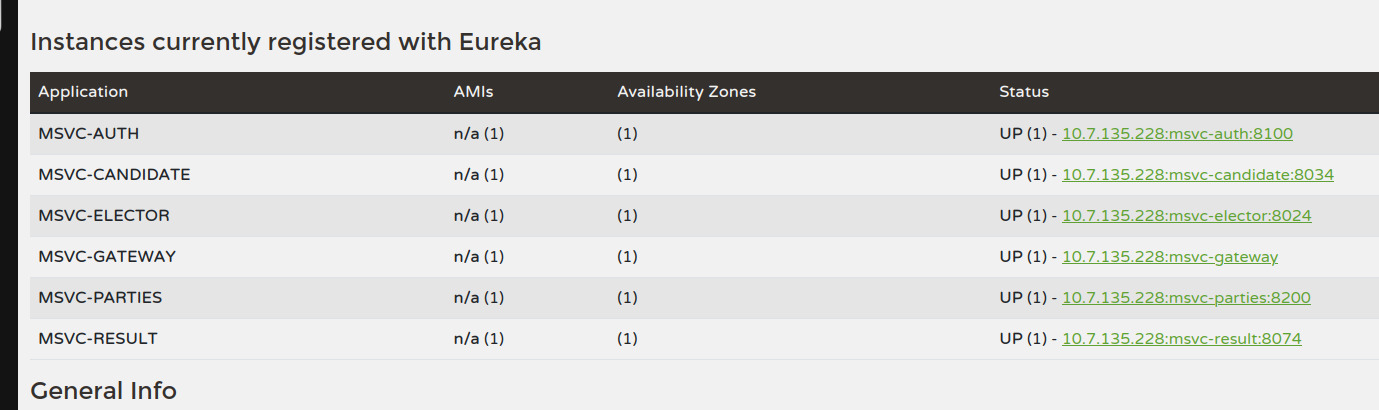 Instances currently registered with Eureka
Application AMIs Availability Zones Status
MSVC-AUTH n/a (1) (1) UP (1) - 10.7.135.228:msvc-auth:8100
MSVC-CANDIDATE n/a (1) (1) UP (1) - 10.7.135.228:msvc-candidate:8034
MSVC-ELECTOR n/a (1) (1) UP (1) - 10.7.135.228:msvc-elector:8024
MSVC-GATEWAY n/a (1) (1) UP (1) - 10.7.135.228:msvc-gateway
MSVC-PARTIES n/a (1) (1) UP (1) - 10.7.135.228:msvc-parties:8200
MSVC-RESULT n/a (1) (1) UP (1) - 10.7.135.228:msvc-result:8074
General Info